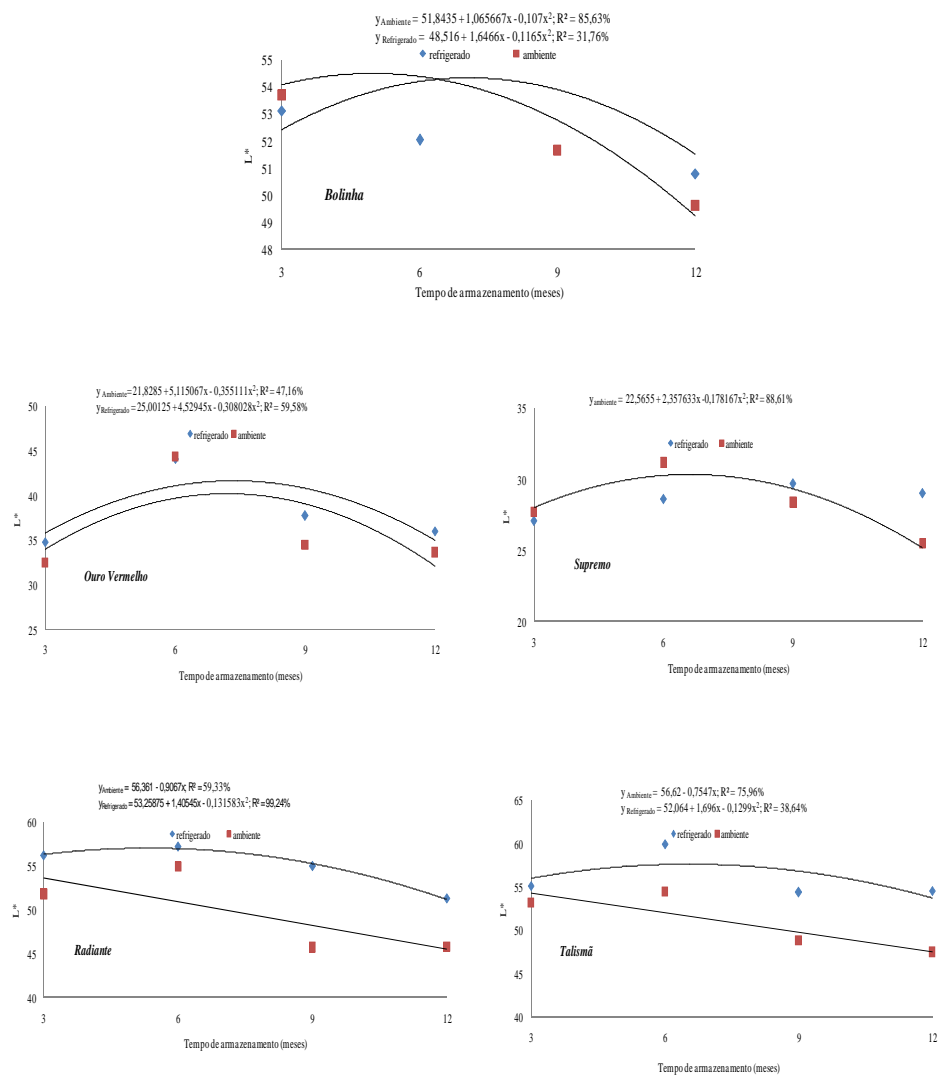 yAmbiente = 51,8435 + 1,065667x - 0,107x²; R² = 85,63%
y Refrigerado = 48,516 + 1,6466x - 0,1165x²; R² = 31,76%
refrigerado ambiente
55
54
53
52
51
50
49
48
L*
Bolinha
3 6 9 12
Tempo de armazenamento (meses)
y Ambiente = 21,8285 + 5,115067x - 0,355111x²; R² = 47,16%
yRefrigerado = 25,00125 + 4,52945x - 0,308028x²; R² = 59,58%
refrigerado ambiente
50
45
40
35
30
25
L*
Ouro Vermelho
3 6 9 12
Tempo de armazenamento (meses)
yambiente = 22,5655 + 2,357633x - 0,178167x²; R² = 88,61%
refrigerado ambiente
35
30
25
20
L*
Supremo
3 6 9 12
Tempo de armazenamento (meses)
yAmbiente = 56,361 - 0,9067x; R² = 59,33%
yRefrigerado = 53,25875 + 1,40545x - 0,131583x²; R² = 99,24%
refrigerado ambiente
60
55
50
45
40
L*
Radiante
3 6 9 12
Tempo de armazenamento (meses)
y Ambiente = 56,62 - 0,7547x; R² = 75,96%
y Refrigerado = 52,064 + 1,696x - 0,1299x²; R² = 38,64%
refrigerado ambiente
65
60
55
50
45
40
L*
Talismã
3 6 9 12
Tempo de armazenamento (meses)